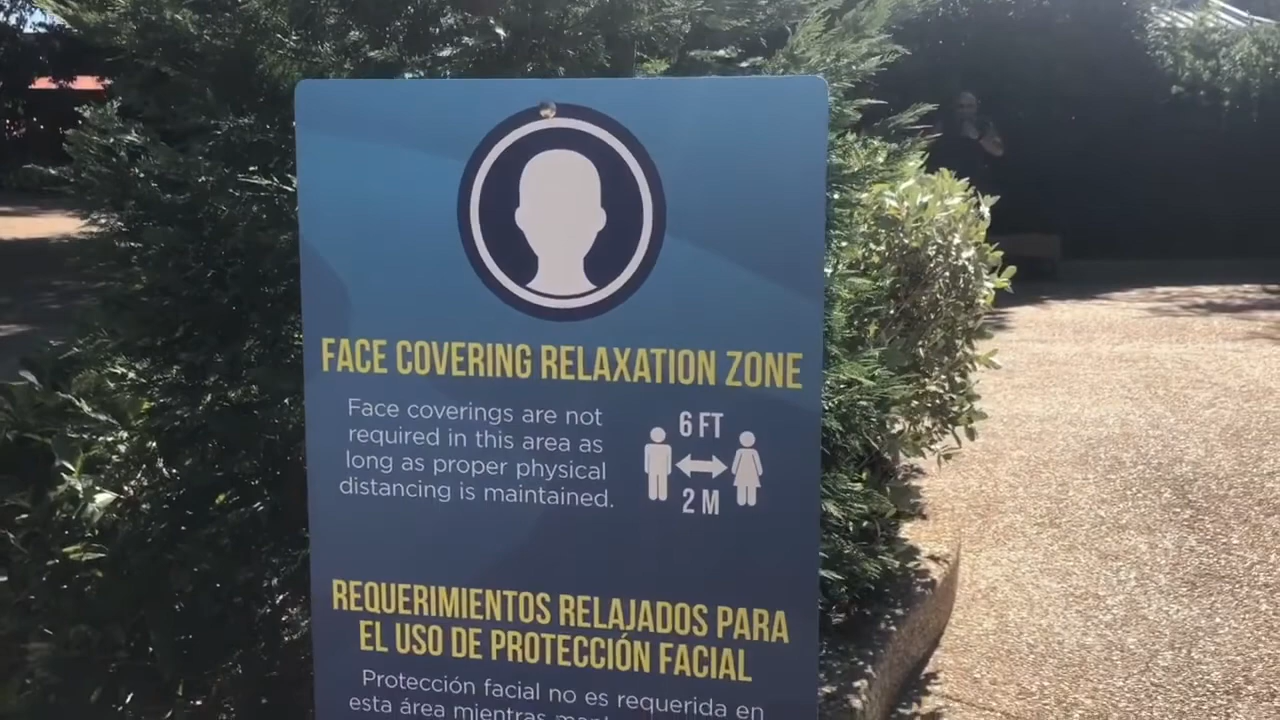 FACE COVERING RELAXATION ZONE
Face coverings are not
required in this area as
long as proper physical
distancing is maintained.
6 FT
2 M
REQUERIMIENTOS RELAJADOS PARA
EL USO DE PROTECCIÓN FACIAL
Protección facial no es requerida en
esta área mientras